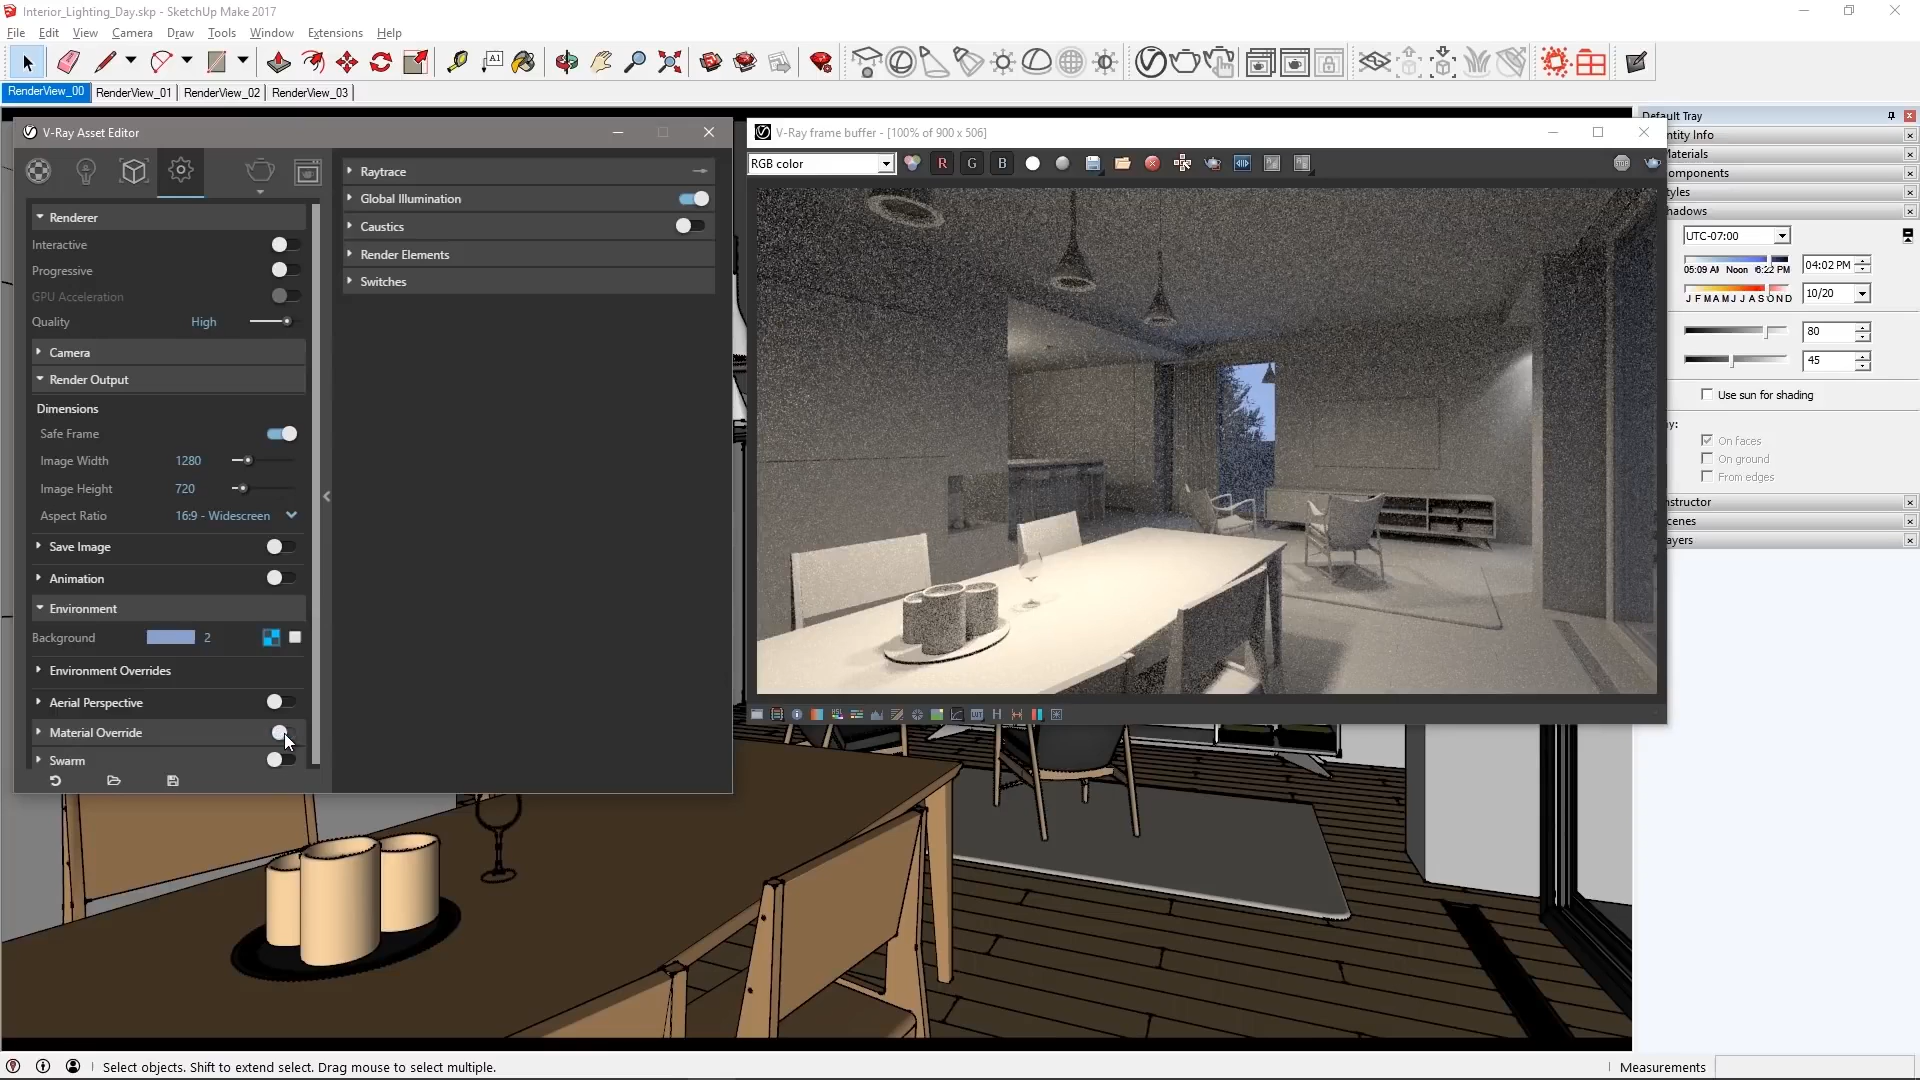 Interior_Lighting_Day.skp - SketchUp Make 2017
File Edit View Camera Draw Tools Window Extensions Help
A1
RenderView_00 RenderView_01 RenderView_02 RenderView_03
V-Ray Asset Editor
Renderer
Interactive
Progressive
GPU Acceleration
Quality High
Camera
Render Output
Dimensions
Safe Frame
Image Width 1280
Image Height 720
Aspect Ratio 16:9 - Widescreen
Save Image
Animation
Environment
Background 2
Environment Overrides
Aerial Perspective
Material Override
Swarm
Raytrace
Global Illumination
Caustics
Render Elements
Switches
V-Ray frame buffer - [100% of 900 x 506]
RGB color R G B
Default Tray
ntity Info
Materials
omponents
tyles
hadows
UTC-07:00
05:09 AM Noon 06:22 PM 04:02 PM
J F M A M J J A S O N D 10/20
80
45
Use sun for shading
ay:
On faces
On ground
From edges
nstructor
cenes
ayers
Select objects. Shift to extend select. Drag mouse to select multiple.
Measurements